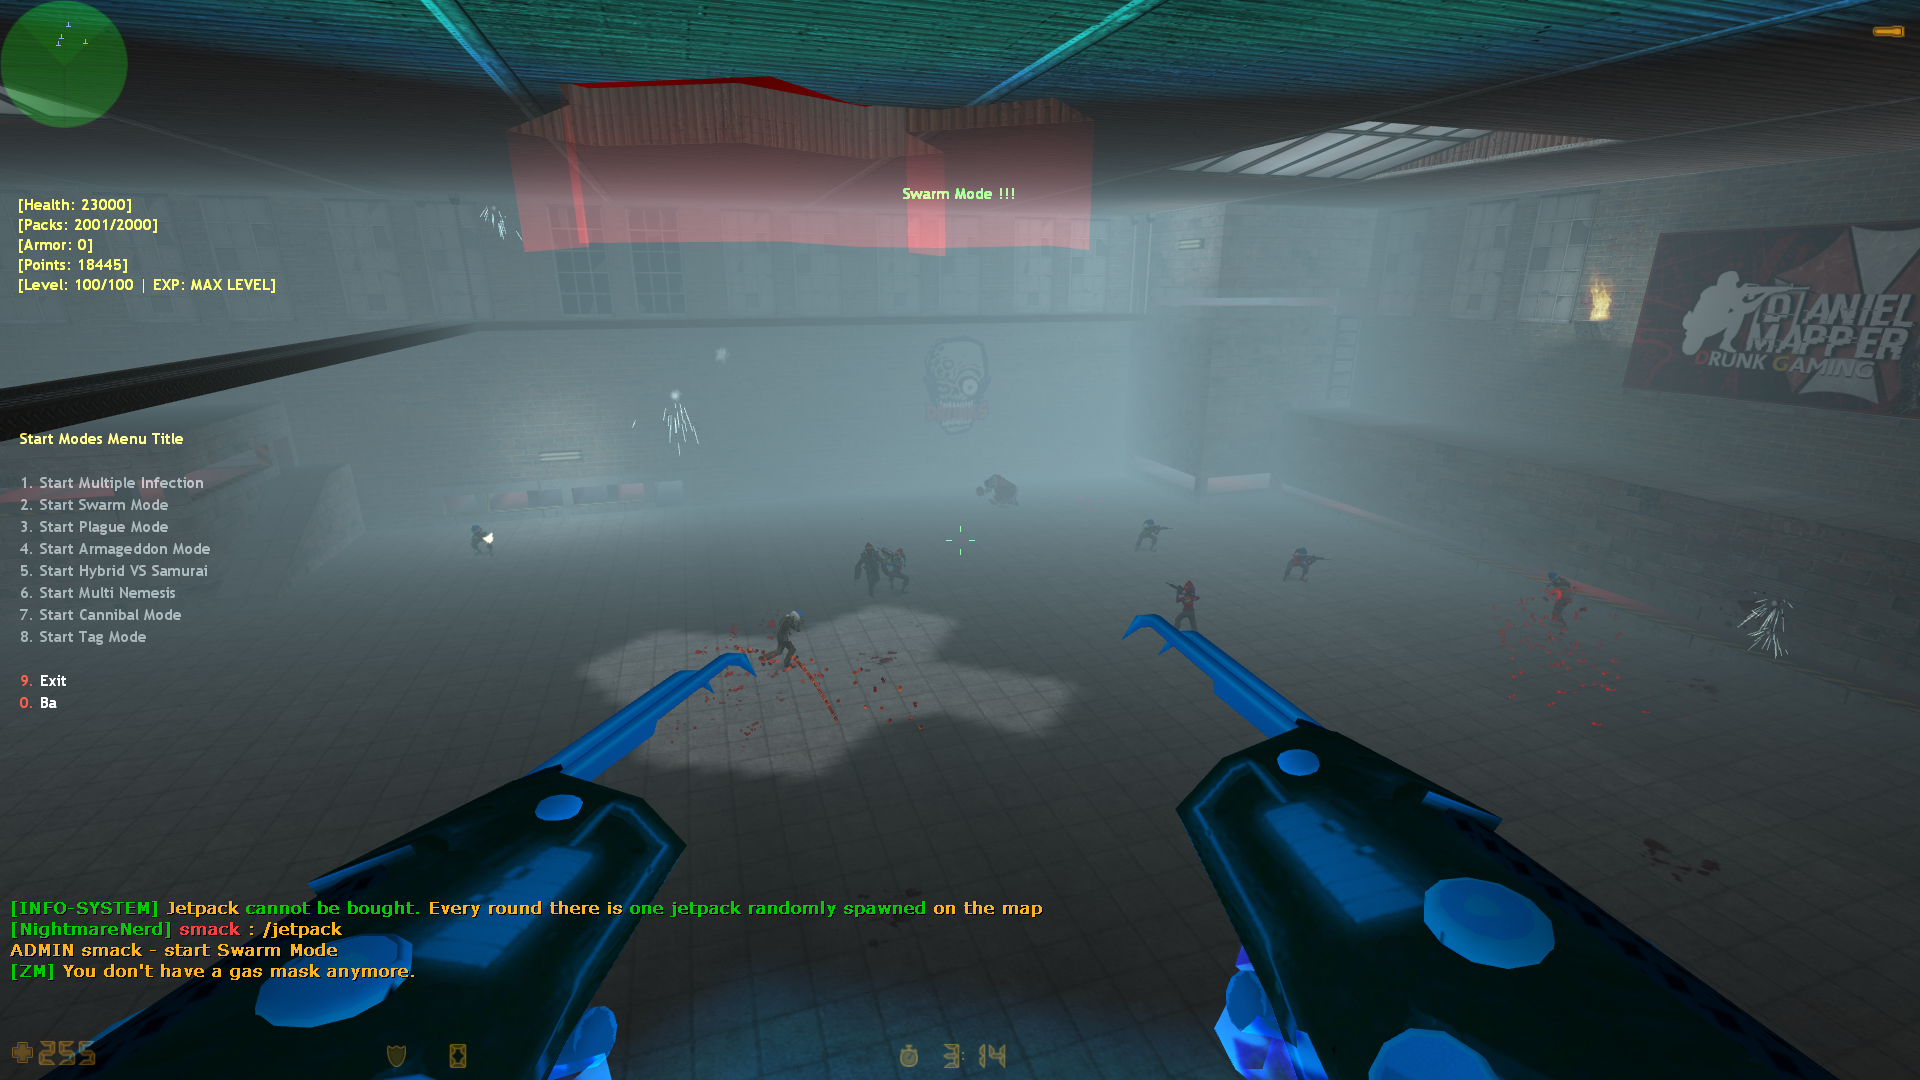 Swarm Mode !!!
[Health: 23000]
[Packs: 2001/2000]
[Armor: 0]
[Points: 18445]
[Level: 100/100 | EXP: MAX LEVEL]
DANIEL
MAPPER
DRUNK GAMING
Start Modes Menu Title
1. Start Multiple Infection
2. Start Swarm Mode
3. Start Plague Mode
4. Start Armageddon Mode
5. Start Hybrid VS Samurai
6. Start Multi Nemesis
7. Start Cannibal Mode
8. Start Tag Mode
9. Exit
0. Ba
[INFO-SYSTEM] Jetpack cannot be bought. Every round there is one jetpack randomly spawned on the map
[NightmareNerd] smack : /jetpack
ADMIN smack - start Swarm Mode
[ZM] You don't have a gas mask anymore.
255
3:14